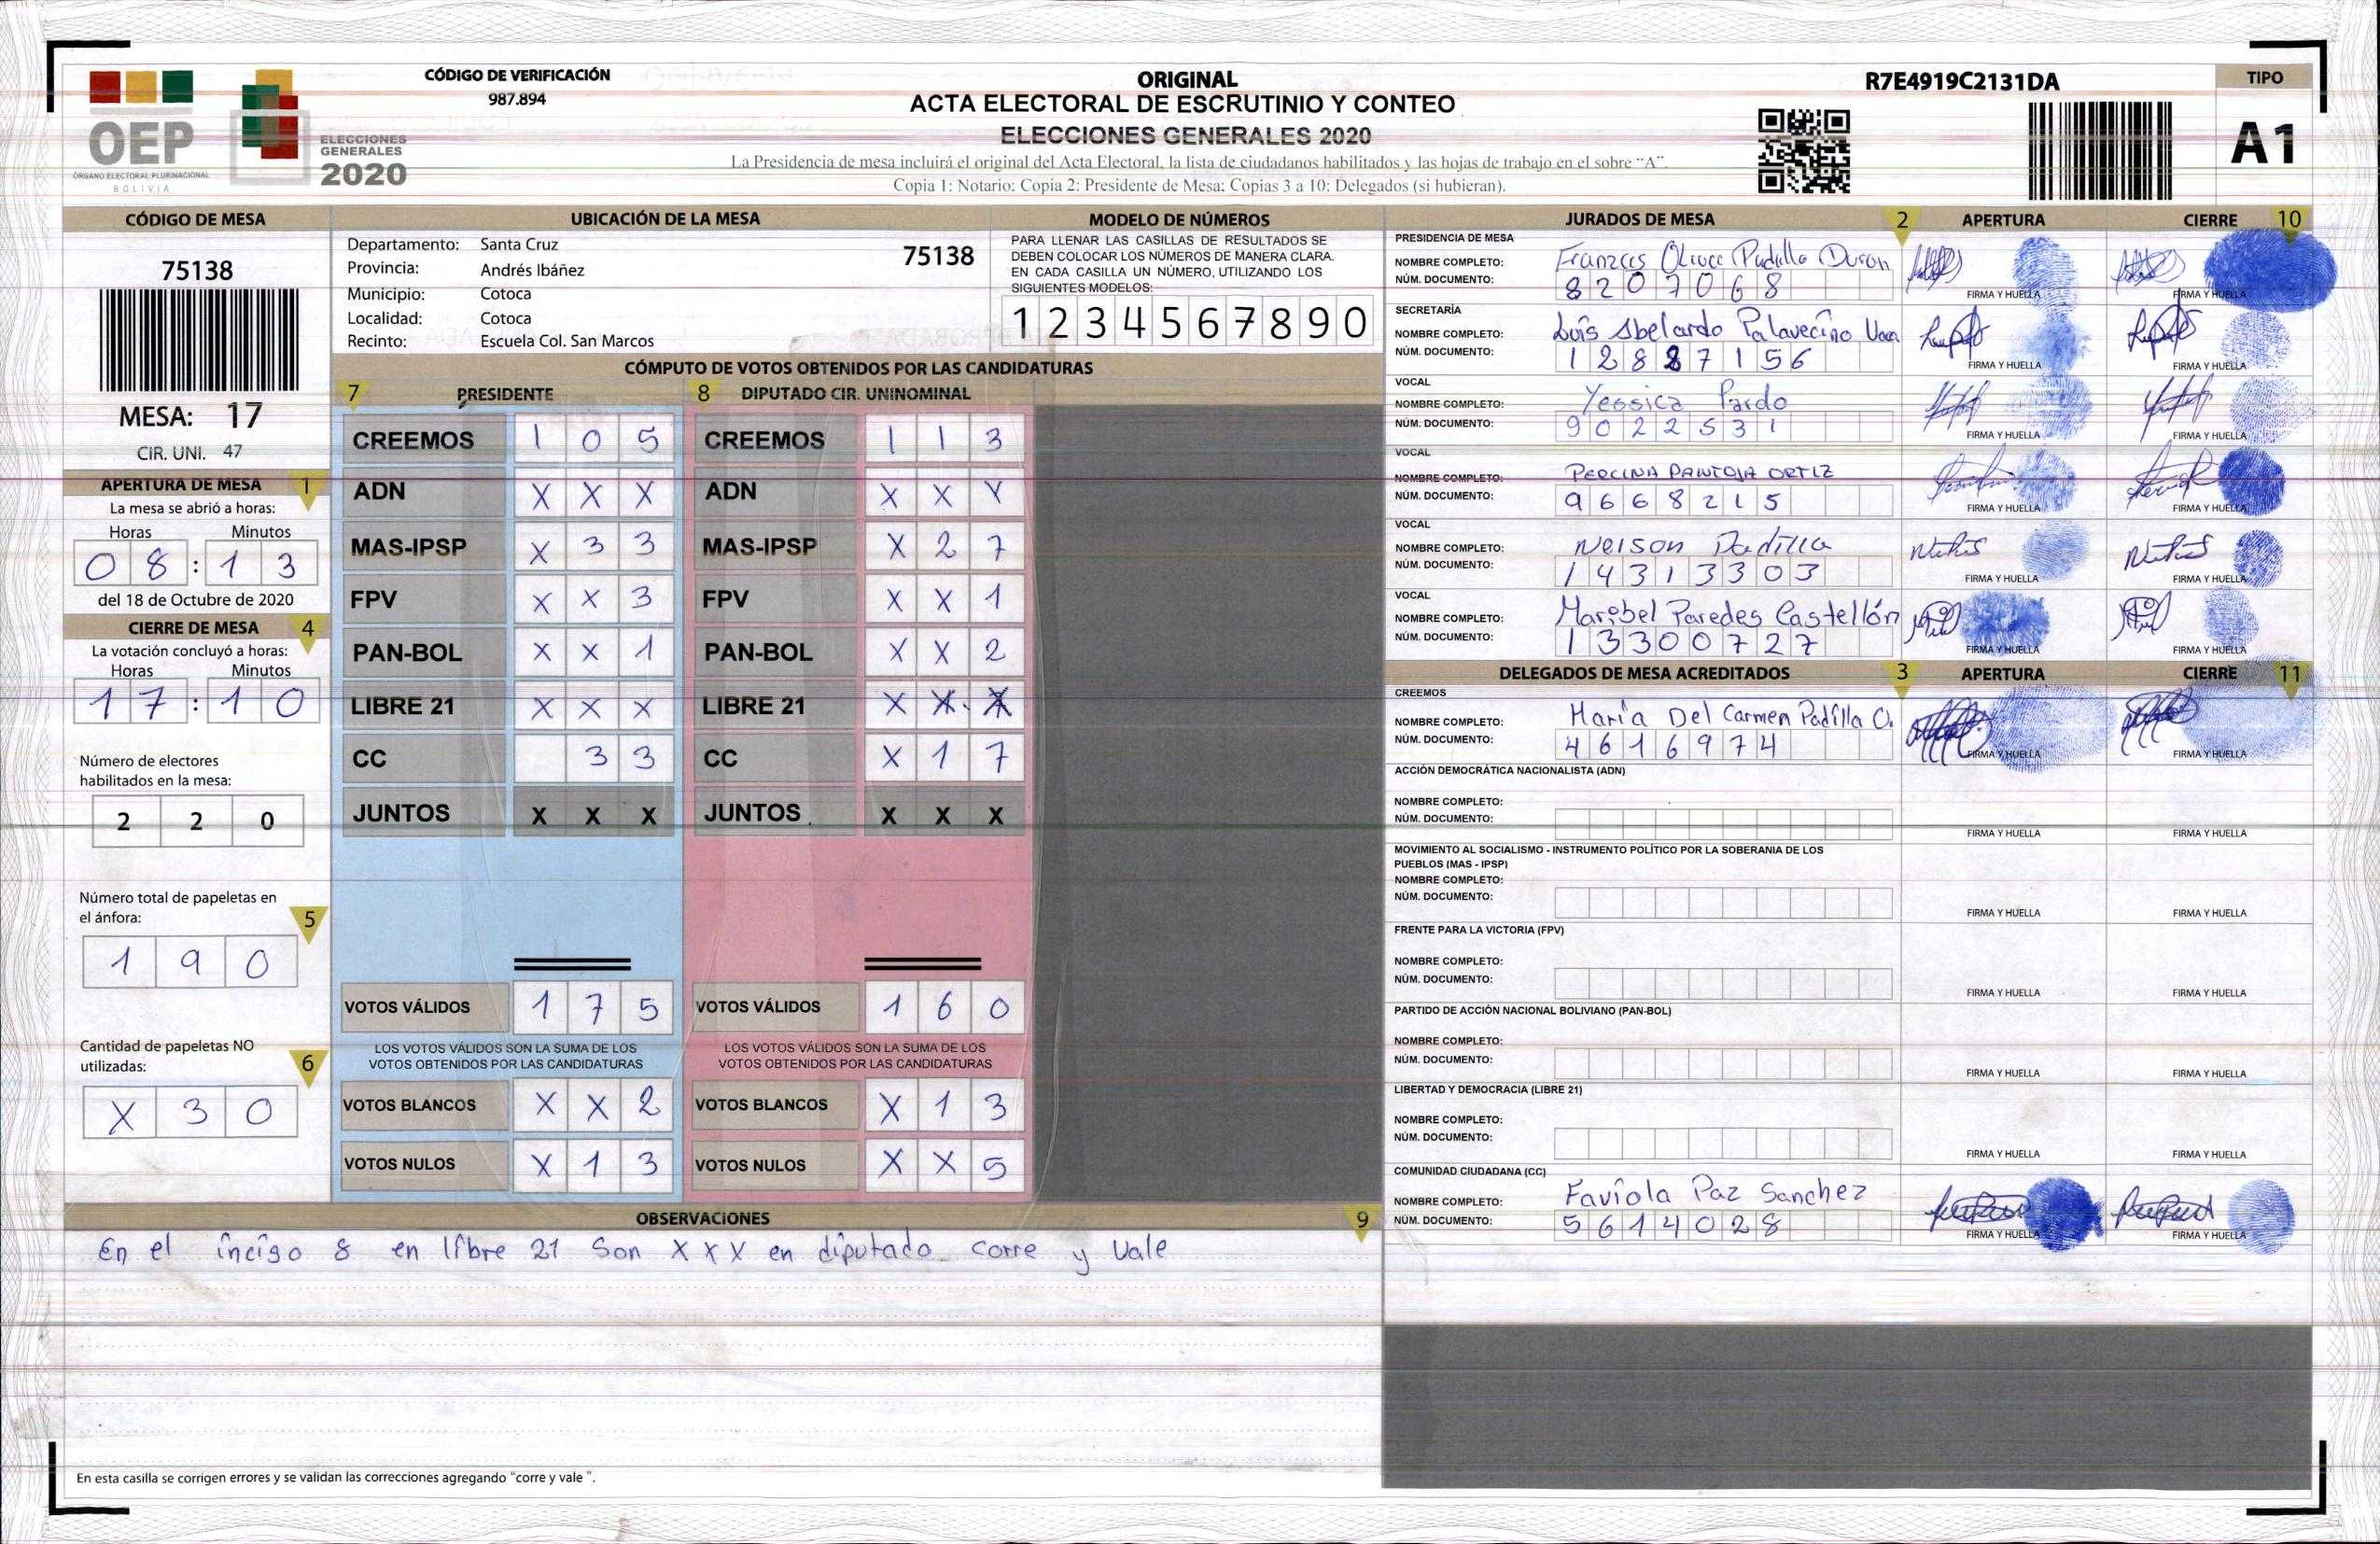 CÓDIGO DE VERIFICACIÓN
987.894
OEP
ÓRGANO ELECTORAL PLURINACIONAL
BOLIVIA
ELECCIONES
GENERALES
2020
ORIGINAL
ACTA ELECTORAL DE ESCRUTINIO Y CONTEO
ELECCIONES GENERALES 2020
La Presidencia de mesa incluirá el original del Acta Electoral, la lista de ciudadanos habilitados y las hojas de trabajo en el sobre "A".
Copia 1: Notario; Copia 2: Presidente de Mesa; Copias 3 a 10: Delegados (si hubieran).
R7E4919C2131DA
TIPO
A1
CÓDIGO DE MESA
75138
MESA: 17
CIR. UNI. 47
APERTURA DE MESA 1
La mesa se abrió a horas:
Horas Minutos
08:13
del 18 de Octubre de 2020
CIERRE DE MESA 4
La votación concluyó a horas:
Horas Minutos
17:10
Número de electores
habilitados en la mesa:
220
Número total de papeletas en
el ánfora: 5
190
Cantidad de papeletas NO
utilizadas: 6
X30
UBICACIÓN DE LA MESA
Departamento: Santa Cruz 75138
Provincia: Andrés Ibáñez
Municipio: Cotoca
Localidad: Cotoca
Recinto: Escuela Col. San Marcos
MODELO DE NÚMEROS
PARA LLENAR LAS CASILLAS DE RESULTADOS SE
DEBEN COLOCAR LOS NÚMEROS DE MANERA CLARA.
EN CADA CASILLA UN NÚMERO, UTILIZANDO LOS
SIGUIENTES MODELOS:
1 2 3 4 5 6 7 8 9 0
CÓMPUTO DE VOTOS OBTENIDOS POR LAS CANDIDATURAS
7 PRESIDENTE 8 DIPUTADO CIR. UNINOMINAL
CREEMOS 1 0 5 CREEMOS 1 1 3
ADN X X X ADN X X X
MAS-IPSP X 3 3 MAS-IPSP X 2 7
FPV X X 3 FPV X X 1
PAN-BOL X X 1 PAN-BOL X X 2
LIBRE 21 X X X LIBRE 21 X X X
CC 3 3 CC X 1 7
JUNTOS X X X JUNTOS X X X
VOTOS VÁLIDOS 1 7 5 VOTOS VÁLIDOS 1 6 0
LOS VOTOS VÁLIDOS SON LA SUMA DE LOS LOS VOTOS VÁLIDOS SON LA SUMA DE LOS
VOTOS OBTENIDOS POR LAS CANDIDATURAS VOTOS OBTENIDOS POR LAS CANDIDATURAS
VOTOS BLANCOS X X 2 VOTOS BLANCOS X 1 3
VOTOS NULOS X 1 3 VOTOS NULOS X X 5
OBSERVACIONES 9
En el inciso 8 en libre 21 Son X X X en diputado corre y Vale
En esta casilla se corrigen errores y se validan las correcciones agregando "corre y vale ".
JURADOS DE MESA 2 APERTURA CIERRE 10
PRESIDENCIA DE MESA
NOMBRE COMPLETO: Padilla Duran
NÚM. DOCUMENTO: 8207068
FIRMA Y HUELLA FIRMA Y HUELLA
SECRETARÍA
NOMBRE COMPLETO: Luis Abelardo Palavecino Vaca
NÚM. DOCUMENTO: 12887156
FIRMA Y HUELLA FIRMA Y HUELLA
VOCAL
NOMBRE COMPLETO: Yessica Pardo
NÚM. DOCUMENTO: 9022531
FIRMA Y HUELLA FIRMA Y HUELLA
VOCAL
NOMBRE COMPLETO: PERCINA PANTOJA ORTIZ
NÚM. DOCUMENTO: 9668215
FIRMA Y HUELLA FIRMA Y HUELLA
VOCAL
NOMBRE COMPLETO: Nelson Padilla
NÚM. DOCUMENTO: 14313303
FIRMA Y HUELLA FIRMA Y HUELLA
VOCAL
NOMBRE COMPLETO: Maribel Paredes Castellón
NÚM. DOCUMENTO: 13300727
FIRMA Y HUELLA FIRMA Y HUELLA
DELEGADOS DE MESA ACREDITADOS 3 APERTURA CIERRE 11
CREEMOS
NOMBRE COMPLETO: Maria Del Carmen Padilla O.
NÚM. DOCUMENTO: 4616974
FIRMA Y HUELLA FIRMA Y HUELLA
ACCIÓN DEMOCRÁTICA NACIONALISTA (ADN)
NOMBRE COMPLETO:
NÚM. DOCUMENTO:
FIRMA Y HUELLA FIRMA Y HUELLA
MOVIMIENTO AL SOCIALISMO - INSTRUMENTO POLÍTICO POR LA SOBERANIA DE LOS
PUEBLOS (MAS - IPSP)
NOMBRE COMPLETO:
NÚM. DOCUMENTO:
FIRMA Y HUELLA FIRMA Y HUELLA
FRENTE PARA LA VICTORIA (FPV)
NOMBRE COMPLETO:
NÚM. DOCUMENTO:
FIRMA Y HUELLA FIRMA Y HUELLA
PARTIDO DE ACCIÓN NACIONAL BOLIVIANO (PAN-BOL)
NOMBRE COMPLETO:
NÚM. DOCUMENTO:
FIRMA Y HUELLA FIRMA Y HUELLA
LIBERTAD Y DEMOCRACIA (LIBRE 21)
NOMBRE COMPLETO:
NÚM. DOCUMENTO:
FIRMA Y HUELLA FIRMA Y HUELLA
COMUNIDAD CIUDADANA (CC)
NOMBRE COMPLETO: Faviola Paz Sanchez
NÚM. DOCUMENTO: 5614028
FIRMA Y HUELLA FIRMA Y HUELLA